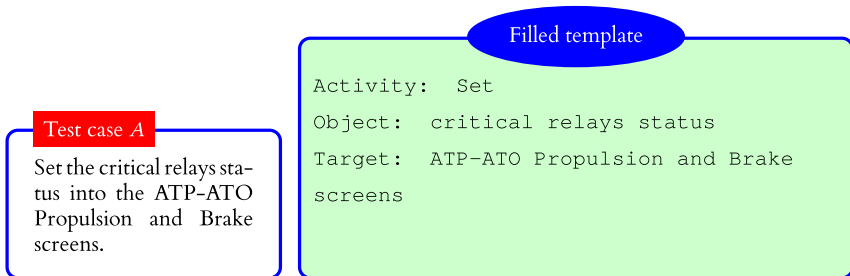 Test case A
Set the critical relays sta-
tus into the ATP-ATO
Propulsion and Brake
screens.
Filled template
Activity: Set
Object: critical relays status
Target: ATP-ATO Propulsion and Brake
screens